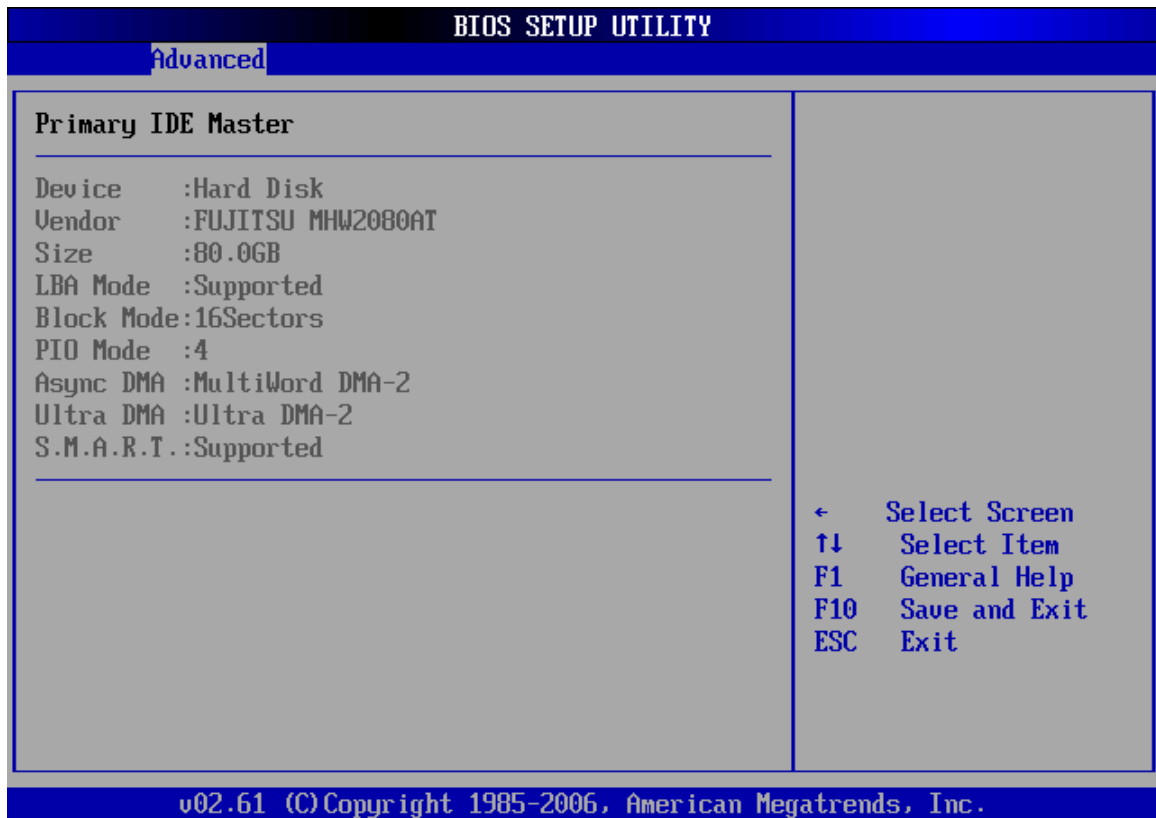 BIOS SETUP UTILITY
Advanced
Primary IDE Master
Device :Hard Disk
Vendor :FUJITSU MHW2080AT
Size :80.0GB
LBA Mode :Supported
Block Mode:16Sectors
PIO Mode :4
Async DMA :MultiWord DMA-2
Ultra DMA :Ultra DMA-2
S.M.A.R.T.:Supported
← Select Screen
↑↓ Select Item
F1 General Help
F10 Save and Exit
ESC Exit
v02.61 (C)Copyright 1985-2006, American Megatrends, Inc.